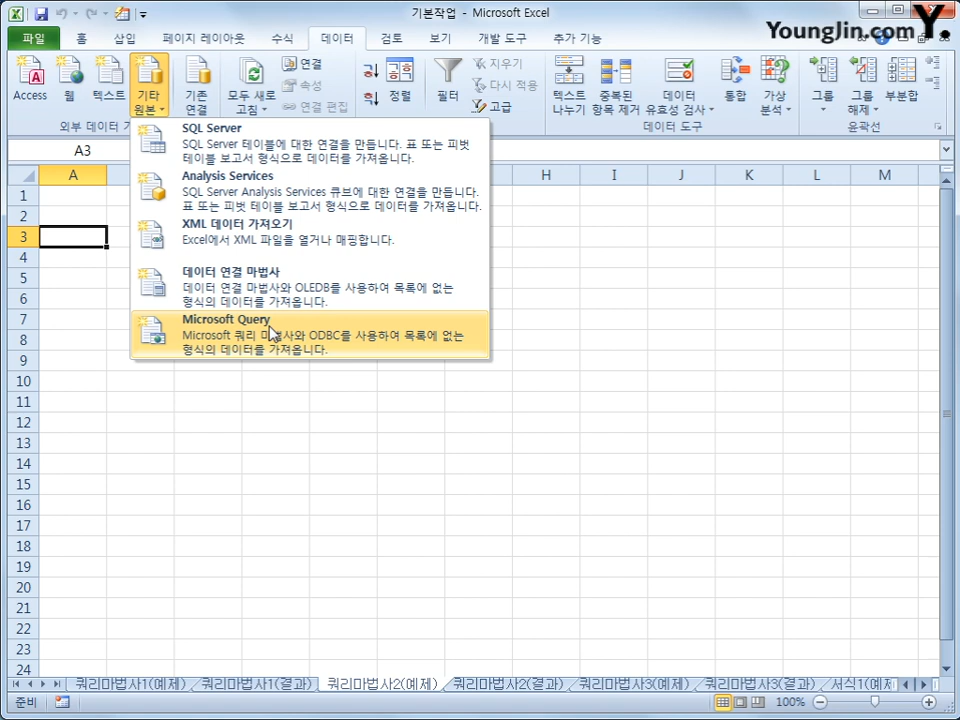 기본작업 - Microsoft Excel
Younglin.com Y.
파일 홈 삽입 페이지 레이아웃 수식 데이터 검토 보기 개발 도구 추가 기능
Access 웹 텍스트 기타 원본 기존 연결 모두 새로 고침 연결 속성 연결 편집 정렬 필터 지우기 다시 적용 고급 텍스트 나누기 중복된 항목 제거 데이터 유효성 검사 통합 가상 분석 그룹 그룹 해제 부분합
외부 데이터 가 데이터 도구 윤곽선
A3
SQL Server
SQL Server 테이블에 대한 연결을 만듭니다. 표 또는 피벗
테이블 보고서 형식으로 데이터를 가져옵니다.
Analysis Services
SQL Server Analysis Services 큐브에 대한 연결을 만듭니다.
표 또는 피벗 테이블 보고서 형식으로 데이터를 가져옵니다.
XML 데이터 가져오기
Excel에서 XML 파일을 열거나 매핑합니다.
데이터 연결 마법사
데이터 연결 마법사와 OLEDB를 사용하여 목록에 없는
형식의 데이터를 가져옵니다.
Microsoft Query
Microsoft 쿼리 마법사와 ODBC를 사용하여 목록에 없는
형식의 데이터를 가져옵니다.
A H I J K L M
1
2
3
4
5
6
7
8
9
10
11
12
13
14
15
16
17
18
19
20
21
22
23
24
쿼리마법사1(예제) 쿼리마법사1(결과) 쿼리마법사2(예제) 쿼리마법사2(결과) 쿼리마법사3(예제) 쿼리마법사3(결과) 서식1(예제
준비 100%